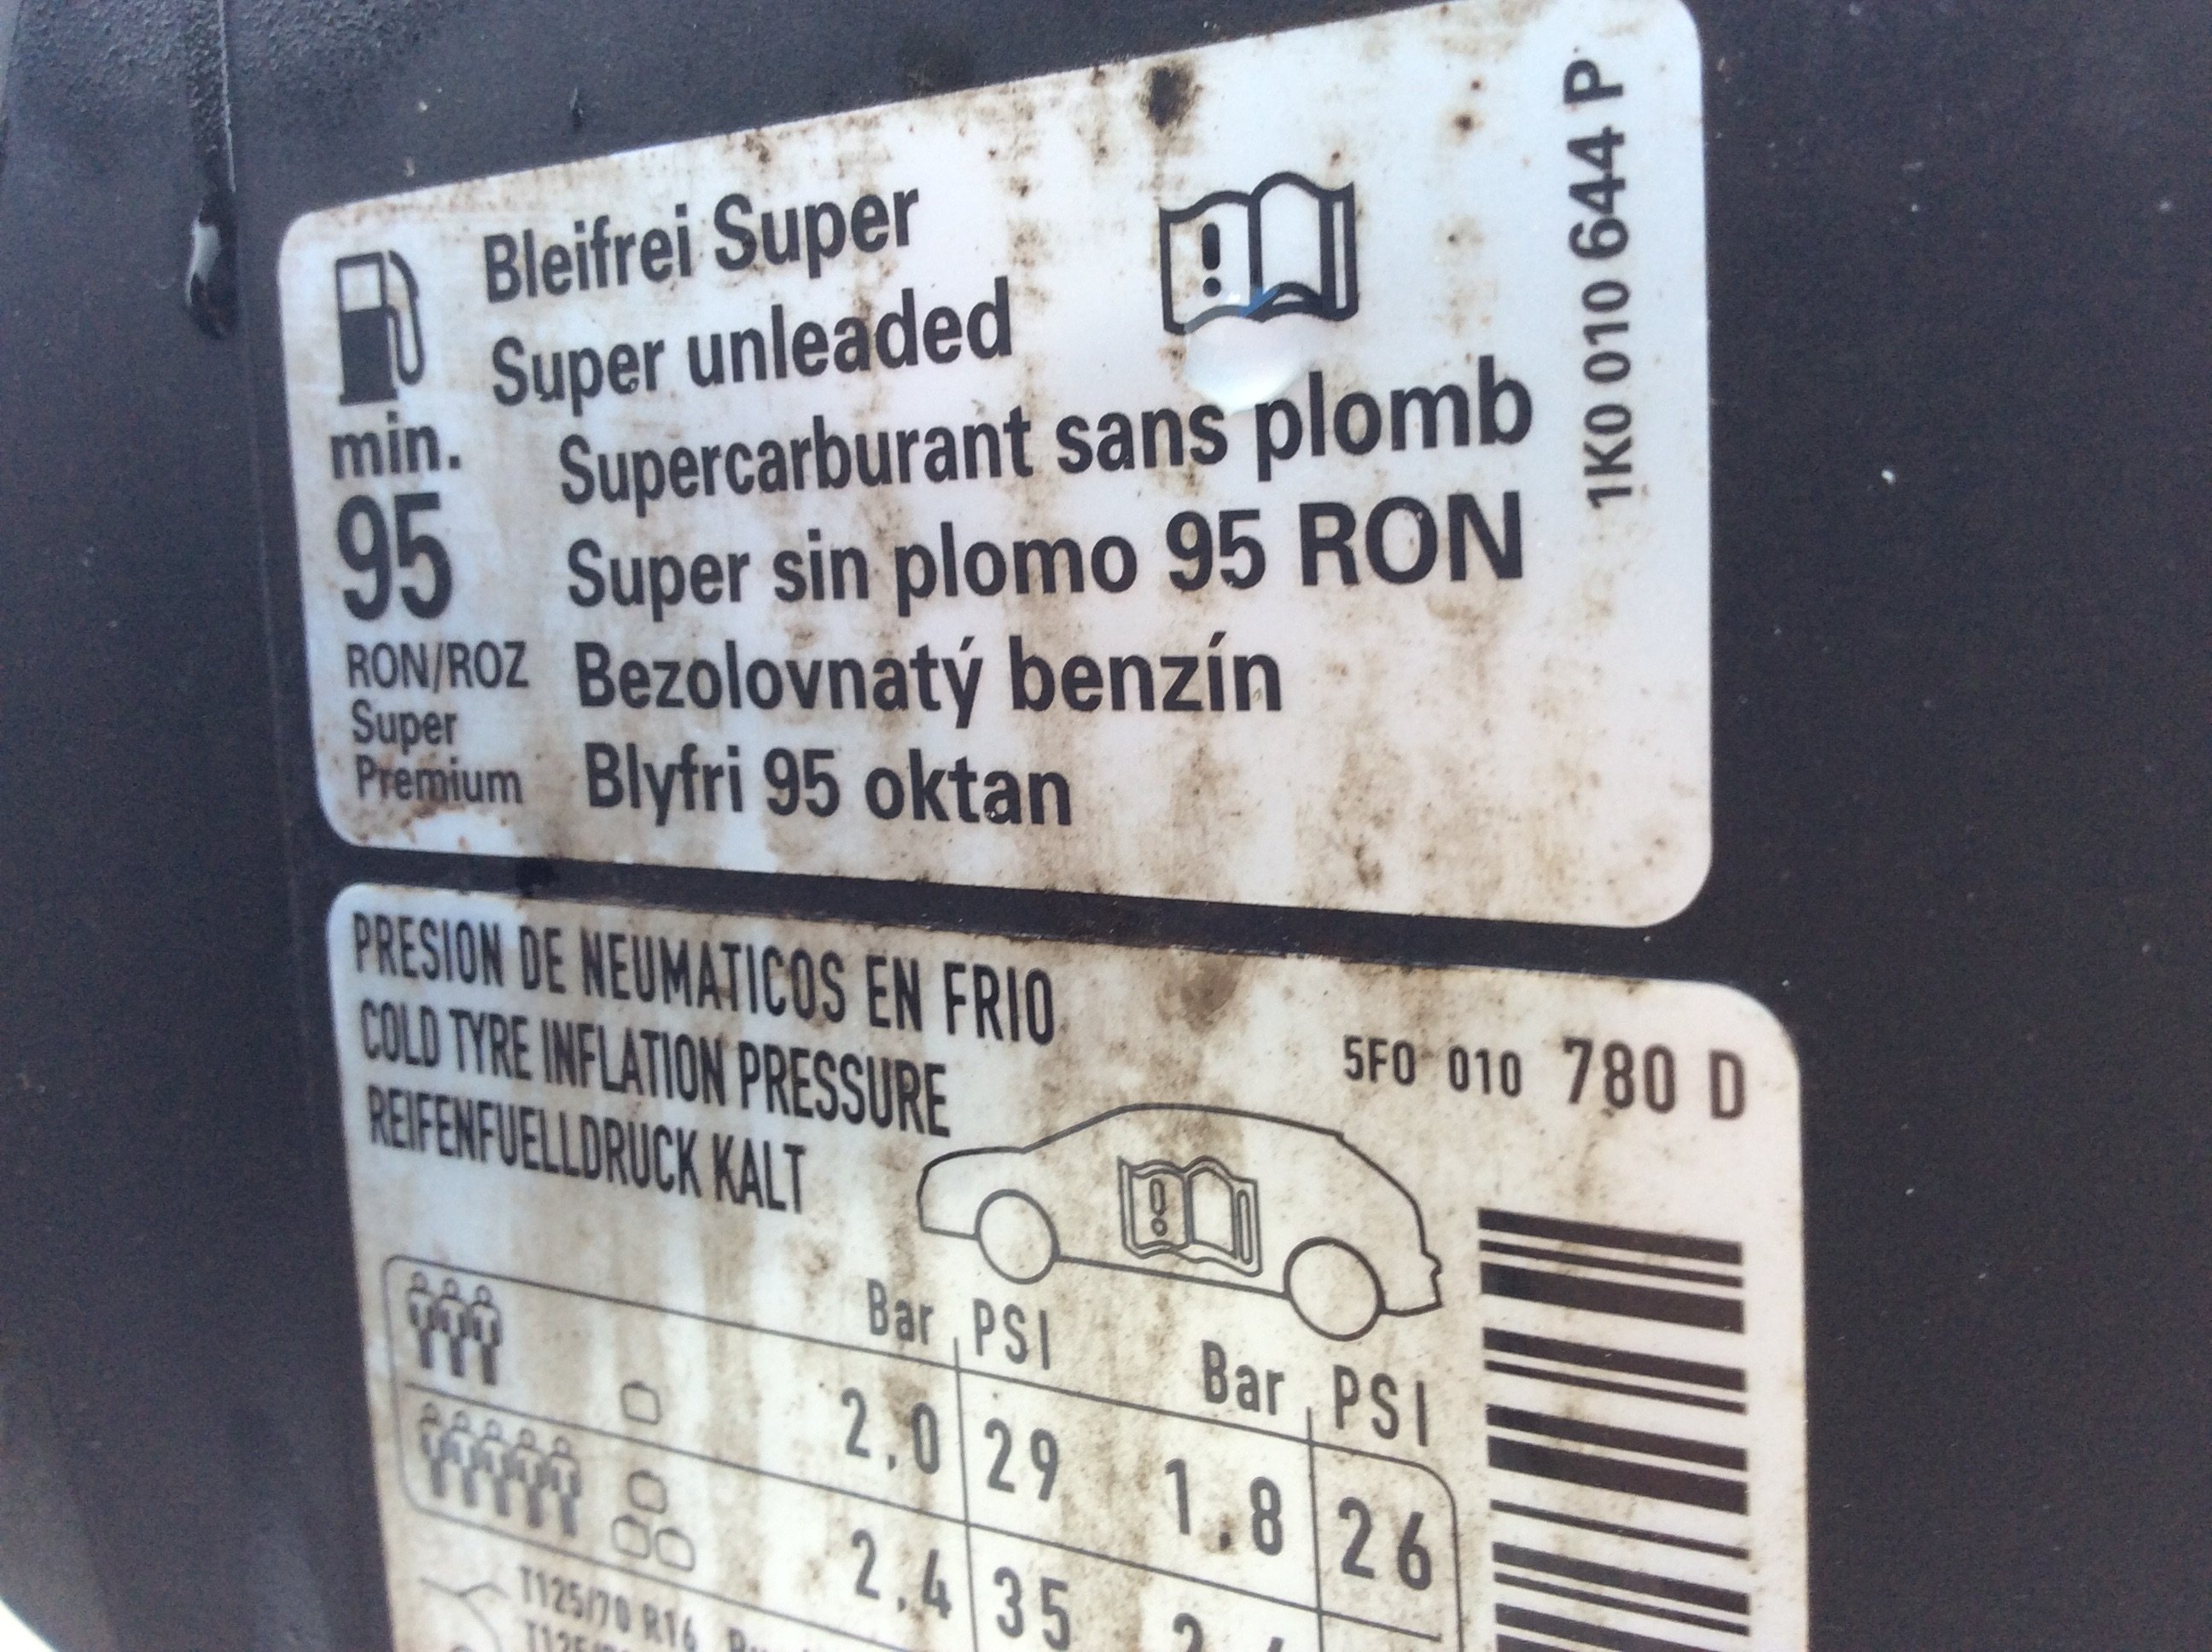 Bleifrei Super
Super unleaded
Supercarburant sans plomb
Super sin plomo 95 RON
Bezolovnatý benzín
Blyfri 95 oktan
min.
95
RON/ROZ
Super
Premium
1K0 010 644 P
PRESION DE NEUMATICOS EN FRIO
COLD TYRE INFLATION PRESSURE
REIFENFUELLDRUCK KALT
5F0 010 780 D
Bar PSI Bar PSI
2.0 29 1.8 26
2.4 35
T125/70 R16